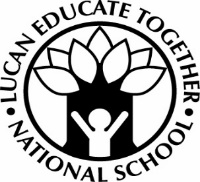 • LUCAN EDUCATE TOGETHER •
NATIONAL SCHOOL